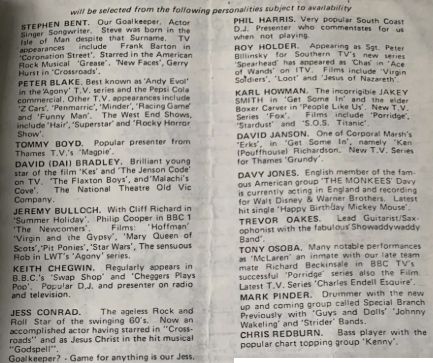 will be selected from the following personalities subject to availability
STEPHEN BENT. Our Goalkeeper, Actor
Singer Songwriter. Steve was born in the
Isle of Man despite that Surname. TV
appearances include Frank Barton in
'Coronation Street'. Starred in the American
Rock Musical 'Grease'. 'New Faces', Gerry
Hurst in 'Crossroads'.
PETER BLAKE. Best known as 'Andy Evol'
in the 'Agony' T.V. series and the Pepsi Cola
commercial. Other T.V. appearances include
'Z Cars'. 'Penmarric', 'Minder', 'Racing Game'
and 'Funny Man'. The West End Shows,
include 'Hair', 'Superstar' and 'Rocky Horror
Show'.
TOMMY BOYD. Popular presenter from
Thames T.V.'s 'Magpie'.
DAVID (DAI) BRADLEY. Brilliant young
star of the film 'Kes' and 'The Jenson Code'
on TV. 'The Flaxton Boys', and 'Malachi's
Cove'. The National Theatre Old Vic
Company.
JEREMY BULLOCH. With Cliff Richard in
'Summer Holiday'. Philip Cooper in BBC 1
'The Newcomers'. Films: 'Hoffman'
'Virgin and the Gypsy', 'Mary Queen of
Scots', 'Pit Ponies', 'Star Wars', The sensuous
Rob in LWT's 'Agony' series.
KEITH CHEGWIN. Regularly appears in
B.B.C.'s 'Swap Shop' and 'Cheggers Plays
Pop'. Popular D.J. and presenter on radio
and television.
JESS CONRAD. The ageless Rock and
Roll Star of the swinging 60's. Now an
accomplished actor having starred in "Cross-
roads" and as Jesus Christ in the hit musical
"Godspell".
Goalkeeper? - Game for anything is our Jess.
PHIL HARRIS. Very popular South Coast
D.J. Presenter who commentates for us
when not playing.
ROY HOLDER. Appearing as Sgt. Peter
Billinsky for Southern TV's new series
'Spearhead' has appeared as 'Chas' in 'Ace
of Wands' on ITV. Films include 'Virgin
Soldiers', 'Loot' and 'Jesus of Nazareth'.
KARL HOWMAN. The incorrigible JAKEY
SMITH in 'Get Some In' and the elder
Boxer Carver in 'People Like Us'. New T.V.
Series 'Fox'. Films include 'Porridge',
'Stardust' and 'S.O.S. Titanic'.
DAVID JANSON. One of Corporal Marsh's
'Erks', in 'Get Some In', namely 'Ken
(Pouffhouse) Richardson. New T.V. Series
for Thames 'Grundy'.
DAVY JONES. English member of the fam-
ous American group 'THE MONKEES' Davy
is currently acting in England and recording
for Walt Disney & Warner Brothers. Latest
hit single 'Happy Birthday Mickey Mouse'.
TREVOR OAKES. Lead Guitarist/Sax-
ophonist with the fabulous 'Showaddywaddy
Band'.
TONY OSOBA. Many notable performances
as 'McLaren' an inmate with our late team
mate Richard Beckinsale in BBC TV's
successful 'Porridge' series also the Film.
Latest T.V. Series 'Charles Endell Esquire'.
MARK PINDER. Drummer with the new
up and coming group called Special Branch
Previously with 'Guys and Dolls' 'Johnny
Wakeling' and 'Strider' Bands.
CHRIS REDBURN. Bass player with the
popular chart topping group 'Kenny'.